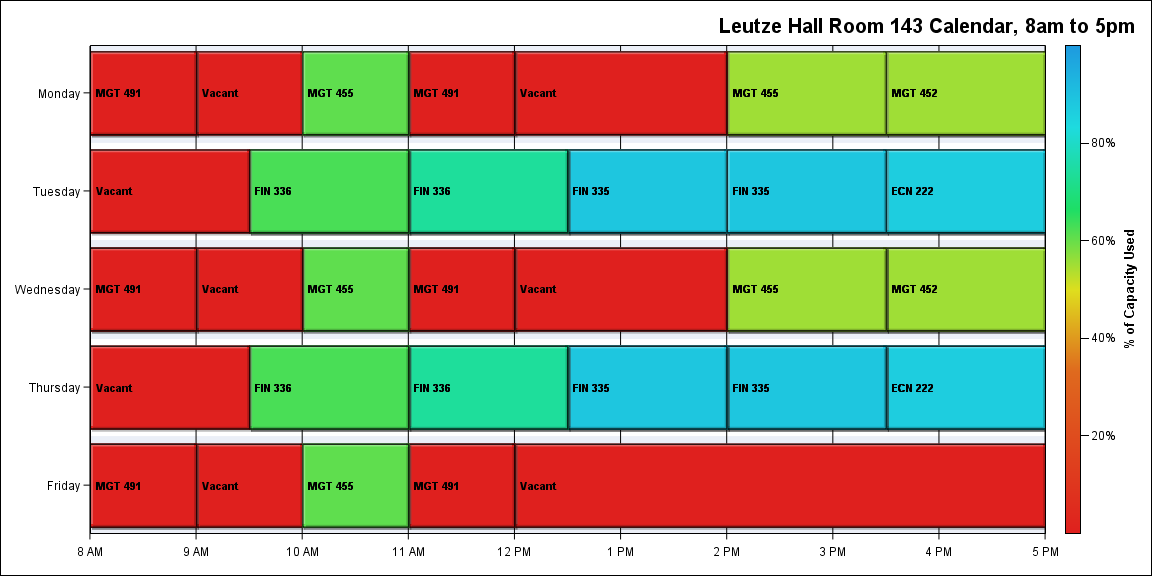 Leutze Hall Room 143 Calendar, 8am to 5pm
Monday
MGT 491
Vacant
MGT 455
MGT 491
Vacant
MGT 455
MGT 452
Tuesday
Vacant
FIN 336
FIN 336
FIN 335
FIN 335
ECN 222
Wednesday
MGT 491
Vacant
MGT 455
MGT 491
Vacant
MGT 455
MGT 452
Thursday
Vacant
FIN 336
FIN 336
FIN 335
FIN 335
ECN 222
Friday
MGT 491
Vacant
MGT 455
MGT 491
Vacant
8 AM
9 AM
10 AM
11 AM
12 PM
1 PM
2 PM
3 PM
4 PM
5 PM
80%
60%
40%
20%
% of Capacity Used